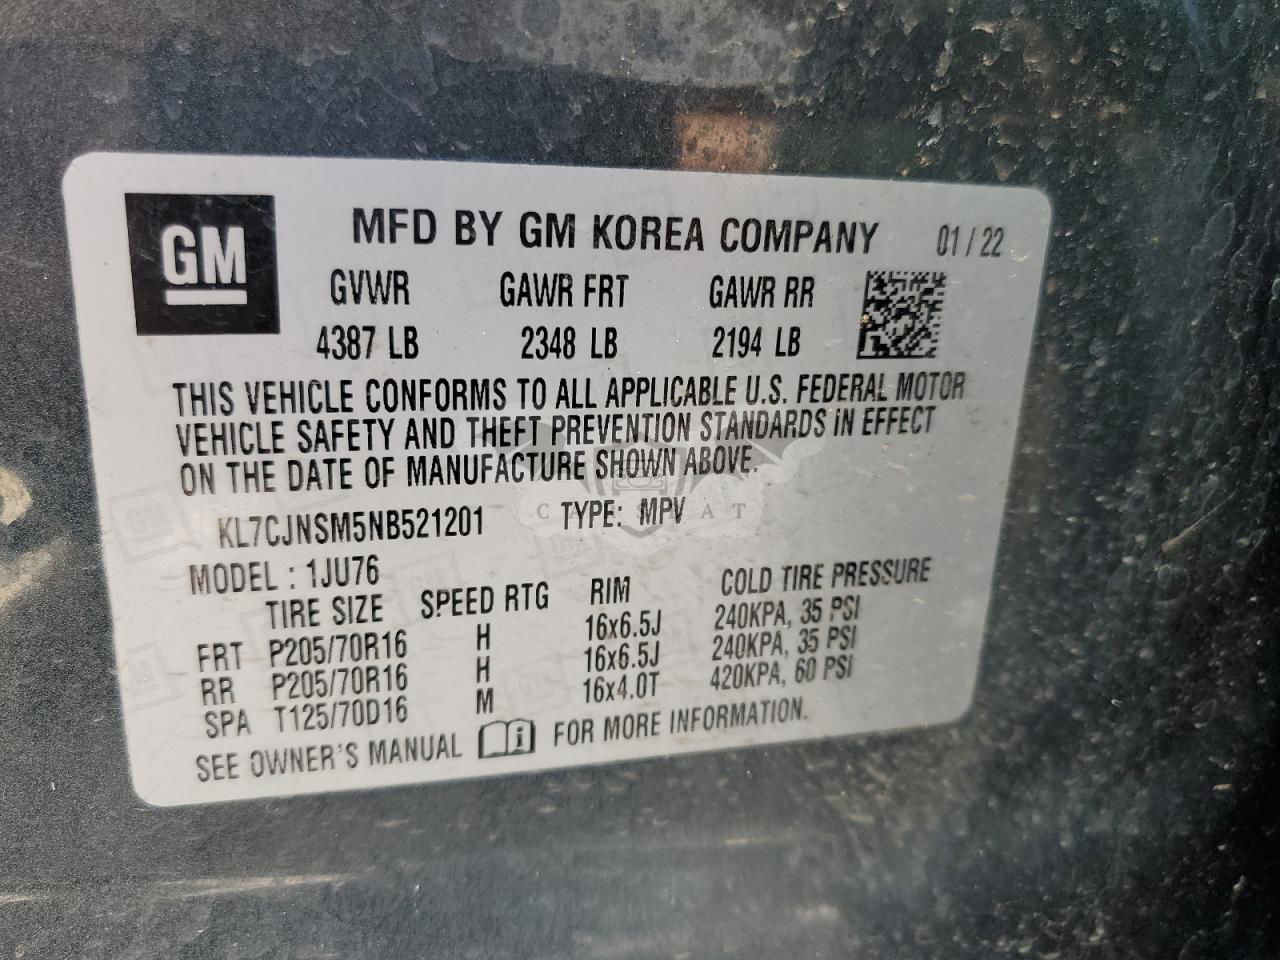 GM
MFD BY GM KOREA COMPANY 01/22
GVWR GAWR FRT GAWR RR
4387 LB 2348 LB 2194 LB
THIS VEHICLE CONFORMS TO ALL APPLICABLE U.S. FEDERAL MOTOR
VEHICLE SAFETY AND THEFT PREVENTION STANDARDS IN EFFECT
ON THE DATE OF MANUFACTURE SHOWN ABOVE.
KL7CJNSM5NB521201 TYPE: MPV
MODEL : 1JU76
TIRE SIZE SPEED RTG RIM COLD TIRE PRESSURE
FRT P205/70R16 H 16x6.5J 240KPA, 35 PSI
RR P205/70R16 H 16x6.5J 240KPA, 35 PSI
SPA T125/70D16 M 16x4.0T 420KPA, 60 PSI
SEE OWNER'S MANUAL i FOR MORE INFORMATION.